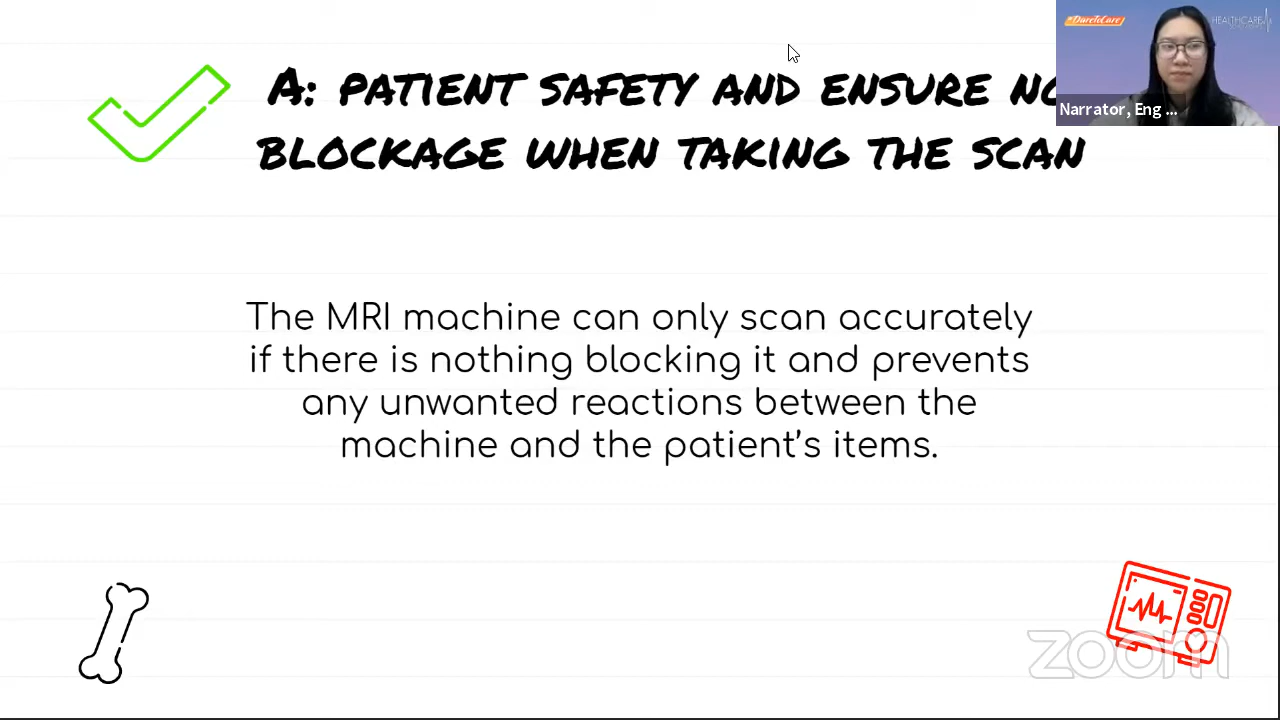 A: PATIENT SAFETY AND ENSURE NO
BLOCKAGE WHEN TAKING THE SCAN
The MRI machine can only scan accurately
if there is nothing blocking it and prevents
any unwanted reactions between the
machine and the patient's items.
#DareToCare
HEALTHCARE
Narrator, Eng ...
zoom